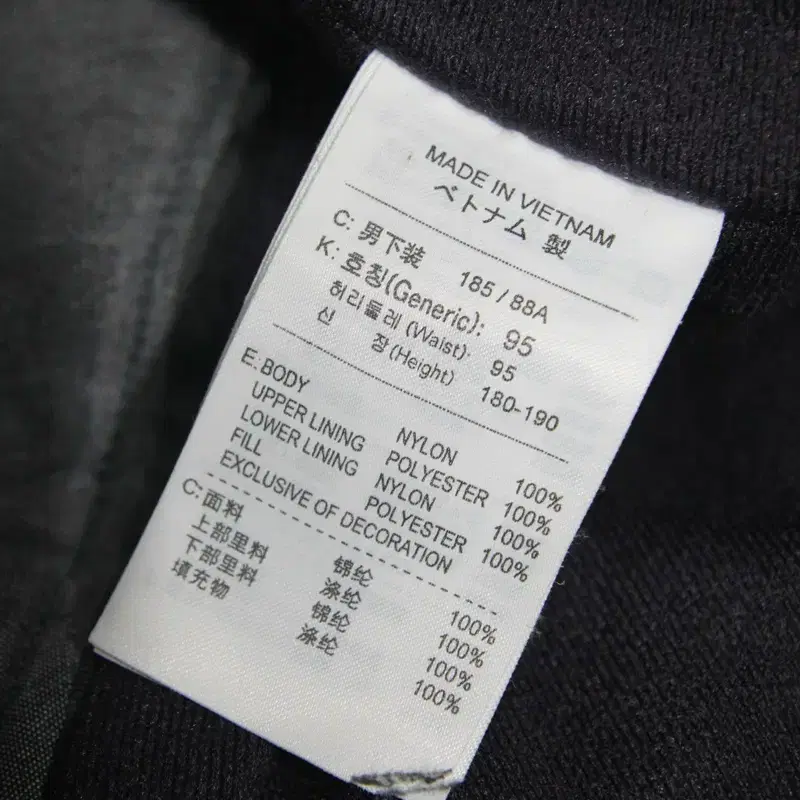 MADE IN VIETNAM
ベトナム 製
C: 男下装 185 / 88A
K: 호칭(Generic): 95
허리둘레 (Waist): 95
신 장(Height) 180-190
E: BODY NYLON 100%
UPPER LINING POLYESTER 100%
LOWER LINING NYLON 100%
FILL POLYESTER 100%
EXCLUSIVE OF DECORATION
C: 面料 锦纶 100%
上部里料 涤纶 100%
下部里料 锦纶 100%
填充物 涤纶 100%